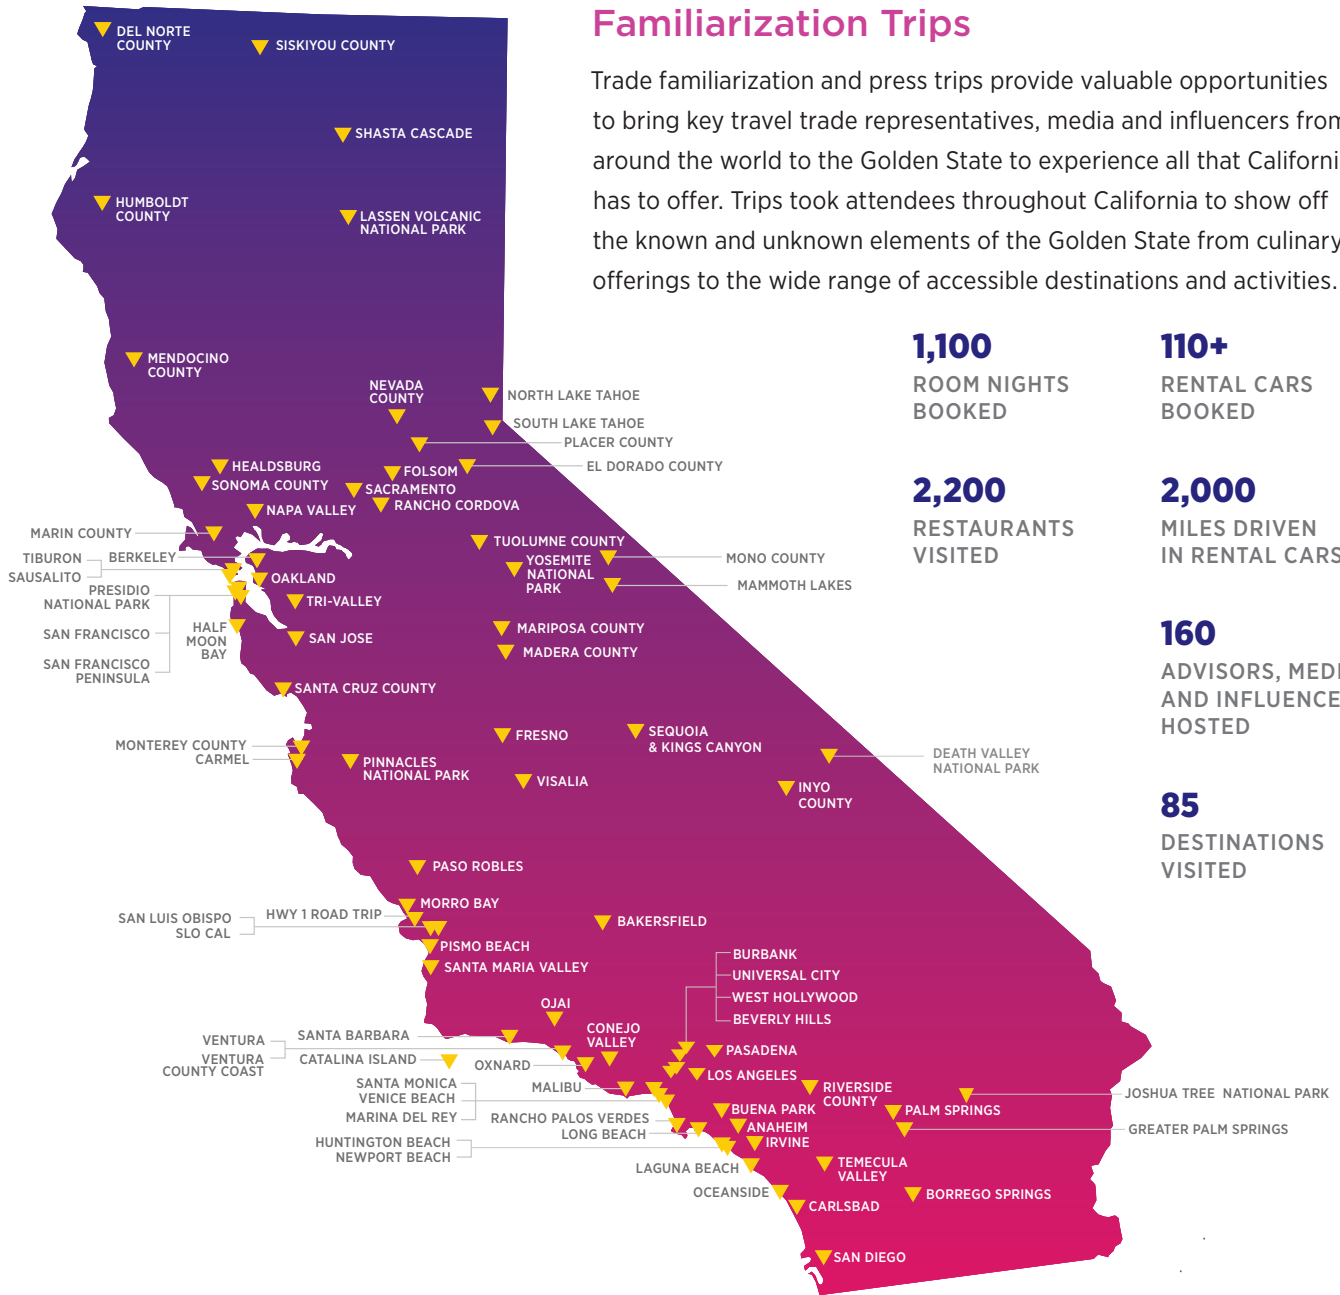 Familiarization Trips
Trade familiarization and press trips provide valuable opportunities
to bring key travel trade representatives, media and influencers from
around the world to the Golden State to experience all that Californi
has to offer. Trips took attendees throughout California to show off
the known and unknown elements of the Golden State from culinary
offerings to the wide range of accessible destinations and activities.
1,100
ROOM NIGHTS
BOOKED
110+
RENTAL CARS
BOOKED
2,200
RESTAURANTS
VISITED
2,000
MILES DRIVEN
IN RENTAL CARS
160
ADVISORS, MEDI
AND INFLUENCE
HOSTED
85
DESTINATIONS
VISITED
DEL NORTE
COUNTY
SISKIYOU COUNTY
SHASTA CASCADE
HUMBOLDT
COUNTY
LASSEN VOLCANIC
NATIONAL PARK
MENDOCINO
COUNTY
NEVADA
COUNTY
NORTH LAKE TAHOE
SOUTH LAKE TAHOE
PLACER COUNTY
EL DORADO COUNTY
HEALDSBURG
FOLSOM
SONOMA COUNTY
SACRAMENTO
RANCHO CORDOVA
NAPA VALLEY
MARIN COUNTY
TIBURON
BERKELEY
SAUSALITO
OAKLAND
PRESIDIO
NATIONAL PARK
TRI-VALLEY
SAN FRANCISCO
HALF
MOON
BAY
SAN JOSE
SAN FRANCISCO
PENINSULA
TUOLUMNE COUNTY
YOSEMITE
NATIONAL
PARK
MONO COUNTY
MAMMOTH LAKES
MARIPOSA COUNTY
MADERA COUNTY
SANTA CRUZ COUNTY
MONTEREY COUNTY
CARMEL
PINNACLES
NATIONAL PARK
FRESNO
SEQUOIA
& KINGS CANYON
VISALIA
DEATH VALLEY
NATIONAL PARK
INYO
COUNTY
PASO ROBLES
MORRO BAY
SAN LUIS OBISPO
SLO CAL
HWY 1 ROAD TRIP
PISMO BEACH
SANTA MARIA VALLEY
BAKERSFIELD
BURBANK
UNIVERSAL CITY
WEST HOLLYWOOD
BEVERLY HILLS
OJAI
CONEJO
VALLEY
VENTURA
VENTURA
COUNTY COAST
SANTA BARBARA
CATALINA ISLAND
OXNARD
PASADENA
LOS ANGELES
MALIBU
SANTA MONICA
VENICE BEACH
MARINA DEL REY
RIVERSIDE
COUNTY
JOSHUA TREE NATIONAL PARK
RANCHO PALOS VERDES
LONG BEACH
BUENA PARK
ANAHEIM
IRVINE
PALM SPRINGS
GREATER PALM SPRINGS
HUNTINGTON BEACH
NEWPORT BEACH
LAGUNA BEACH
TEMECULA
VALLEY
OCEANSIDE
CARLSBAD
BORREGO SPRINGS
SAN DIEGO